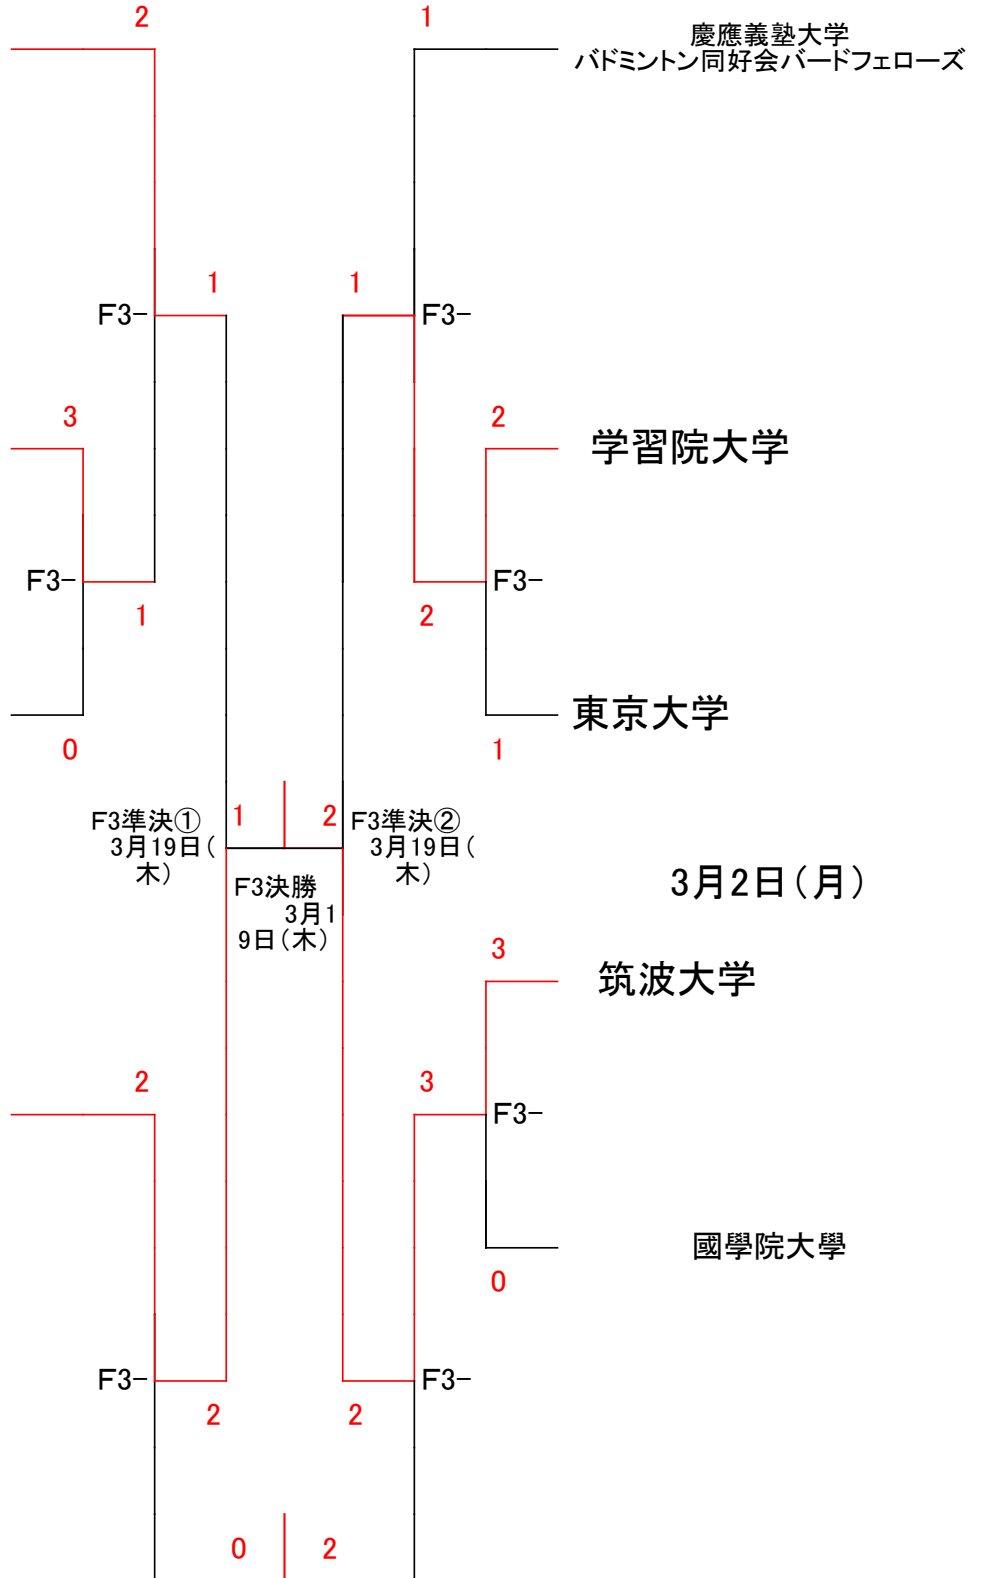 2
1
慶應義塾大学
バドミントン同好会バードフェローズ
1
1
F3-
F3-
3
2
学習院大学
F3-
F3-
1
2
東京大学
0
1
F3準決①
3月19日(
木)
1
2
F3準決②
3月19日(
木)
F3決勝
3月1
9日(木)
3月2日(月)
3
筑波大学
2
3
F3-
國學院大學
0
F3-
F3-
2
2
0
2